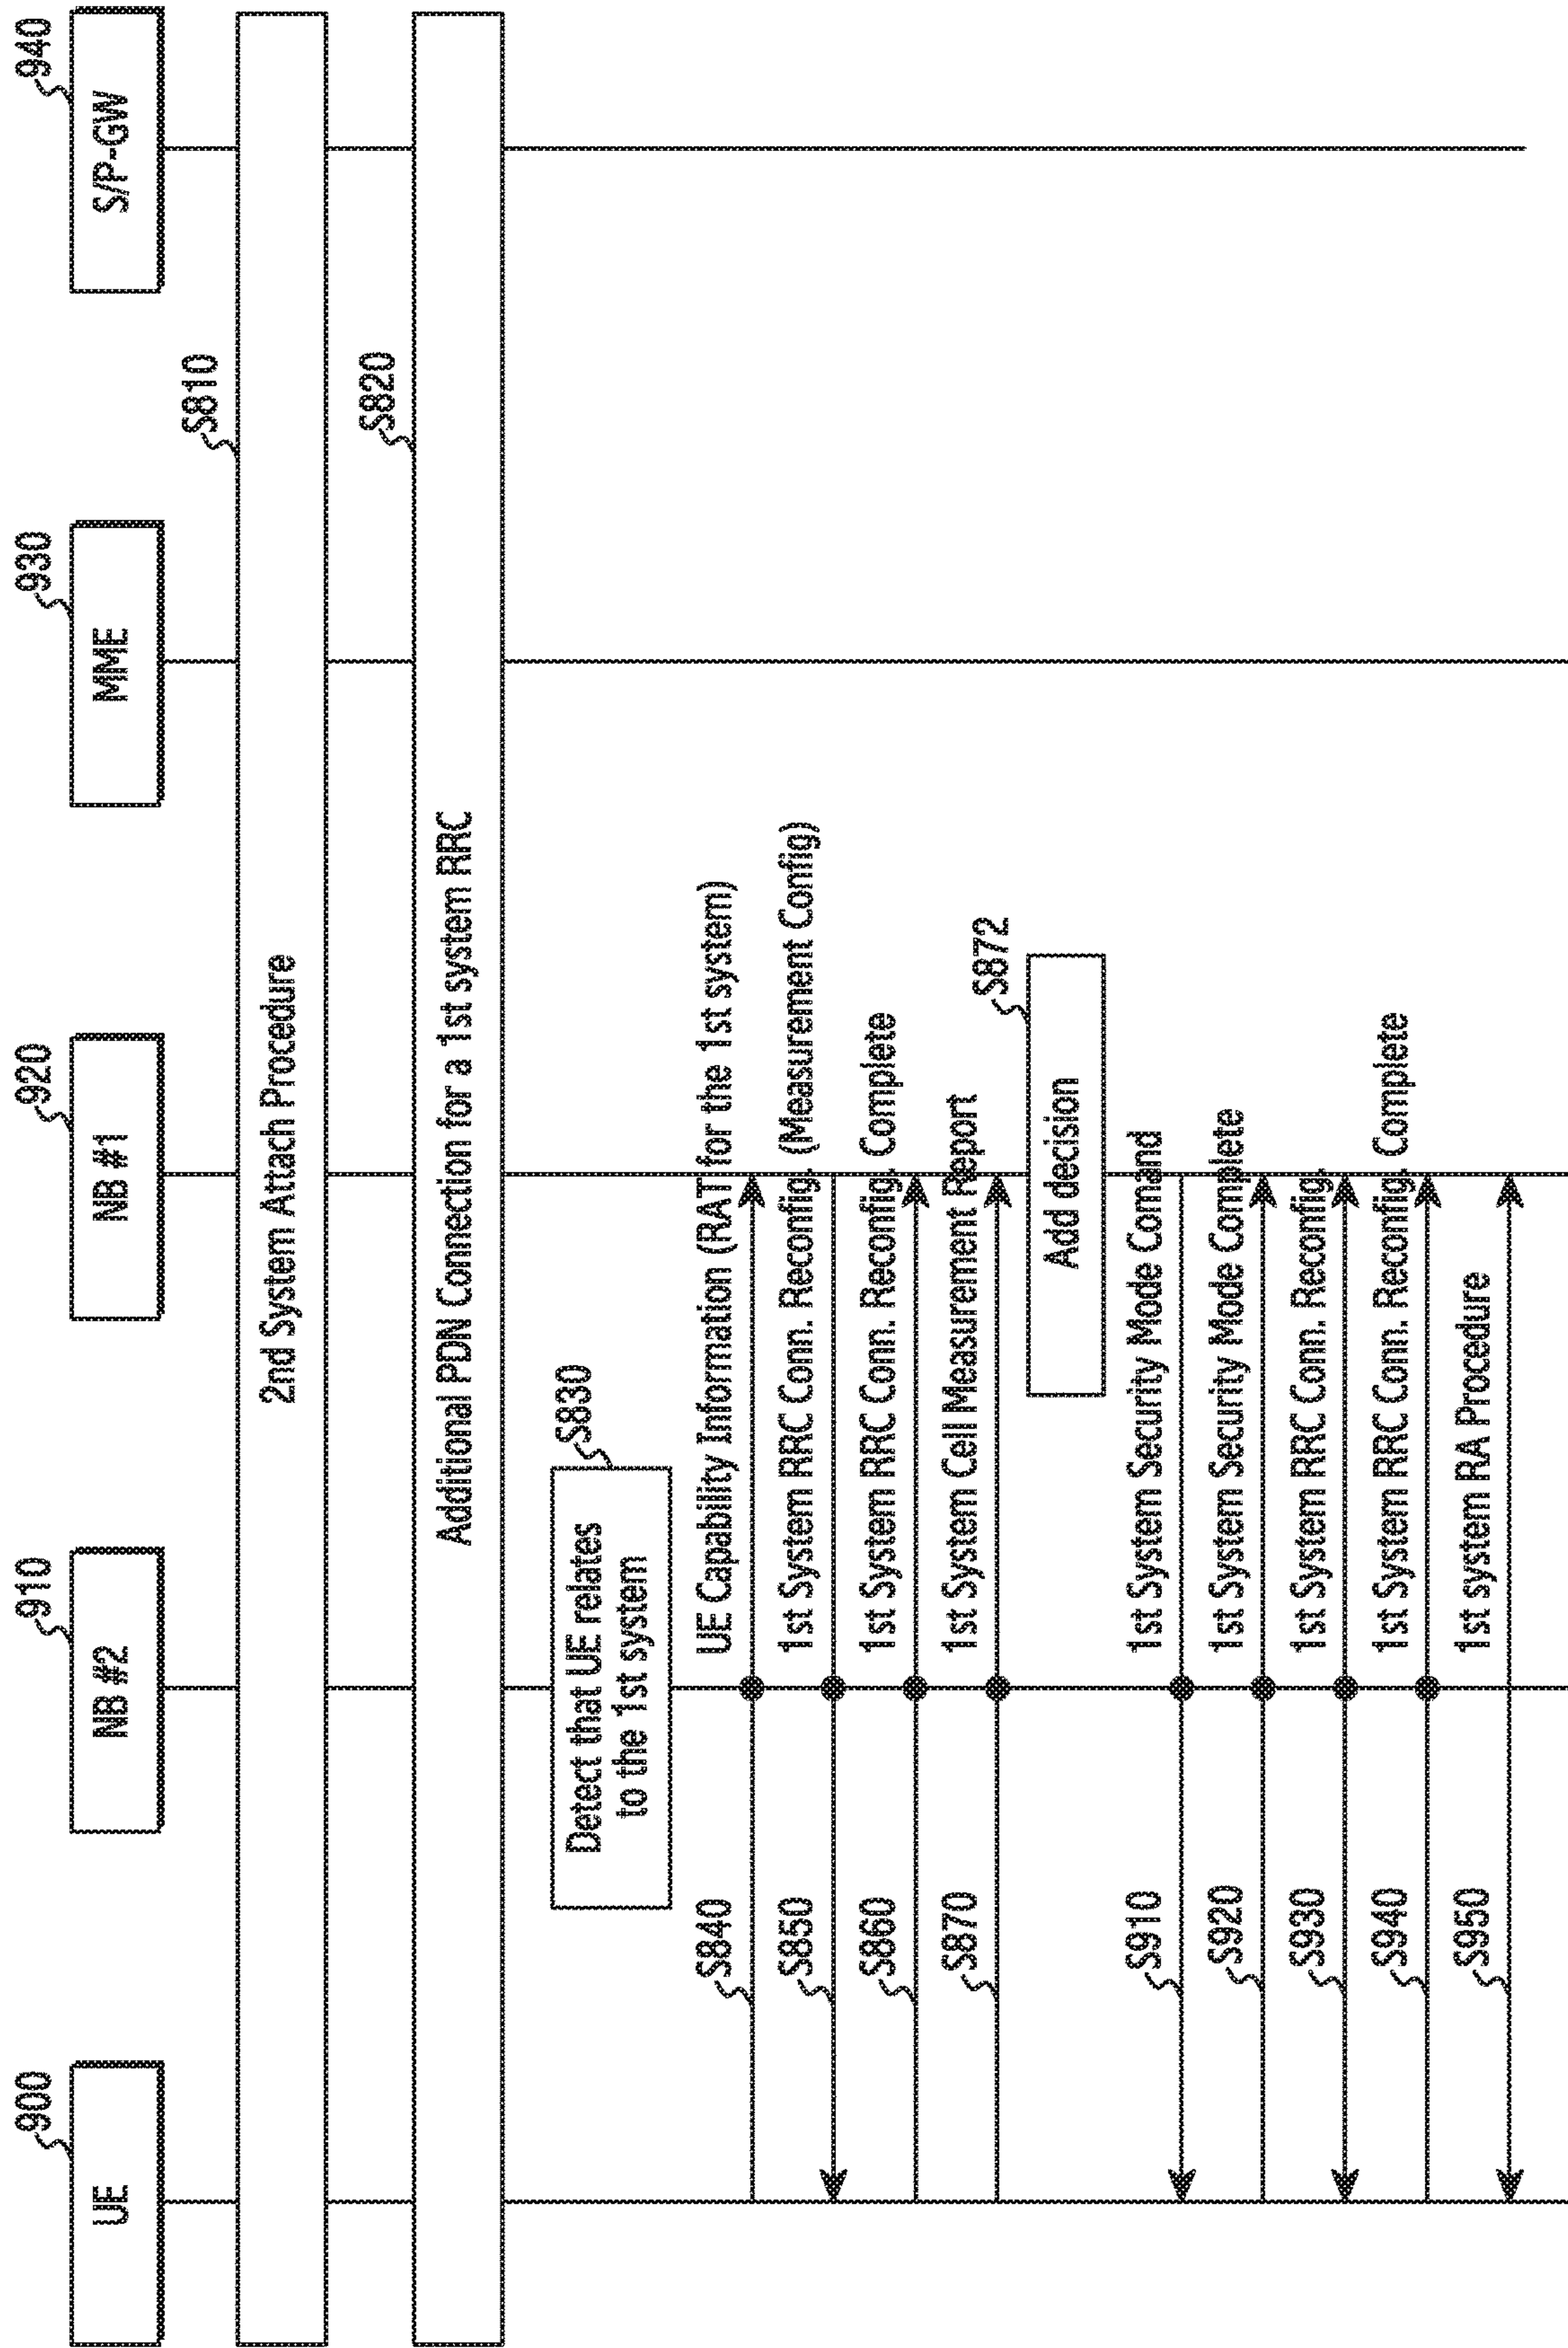 900
UE
910
NB #2
920
NB #1
930
MME
940
S/P-GW
S810
2nd System Attach Procedure
S820
Additional PDN Connection for a 1st system RRC
S830
Detect that UE relates
to the 1st system
S840
UE Capability Information (RAT for the 1st system)
S850
1st System RRC Conn. Reconfig. (Measurement Config)
S860
1st System RRC Conn. Reconfig. Complete
S870
1st System Cell Measurement Report
S872
Add decision
S910
1st System Security Mode Command
S920
1st System Security Mode Complete
S930
1st System RRC Conn. Reconfig.
S940
1st System RRC Conn. Reconfig. Complete
S950
1st system RA Procedure